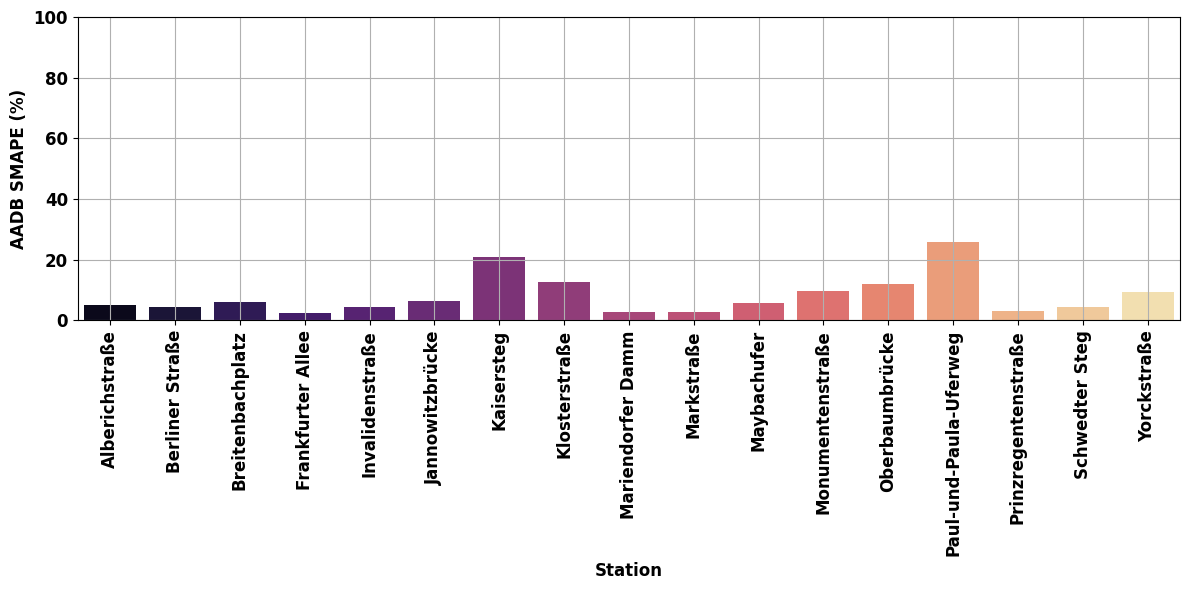 100
80
60
40
20
0
AADB SMAPE (%)
Alberichstraße
Berliner Straße
Breitenbachplatz
Frankfurter Allee
Invalidenstraße
Jannowitzbrücke
Kaisersteg
Klosterstraße
Mariendorfer Damm
Markstraße
Maybachufer
Monumentenstraße
Oberbaumbrücke
Paul-und-Paula-Uferweg
Prinzregentenstraße
Schwedter Steg
Yorckstraße
Station